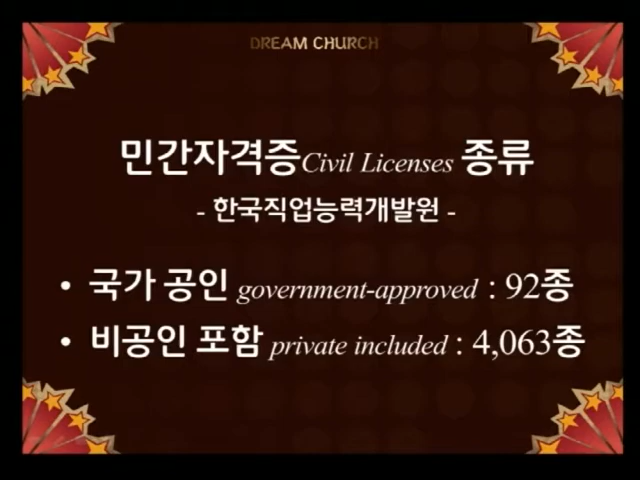 DREAM CHURCH
민간자격증Civil Licenses 종류
- 한국직업능력개발원 -
• 국가 공인 government-approved : 92종
• 비공인 포함 private included : 4,063종